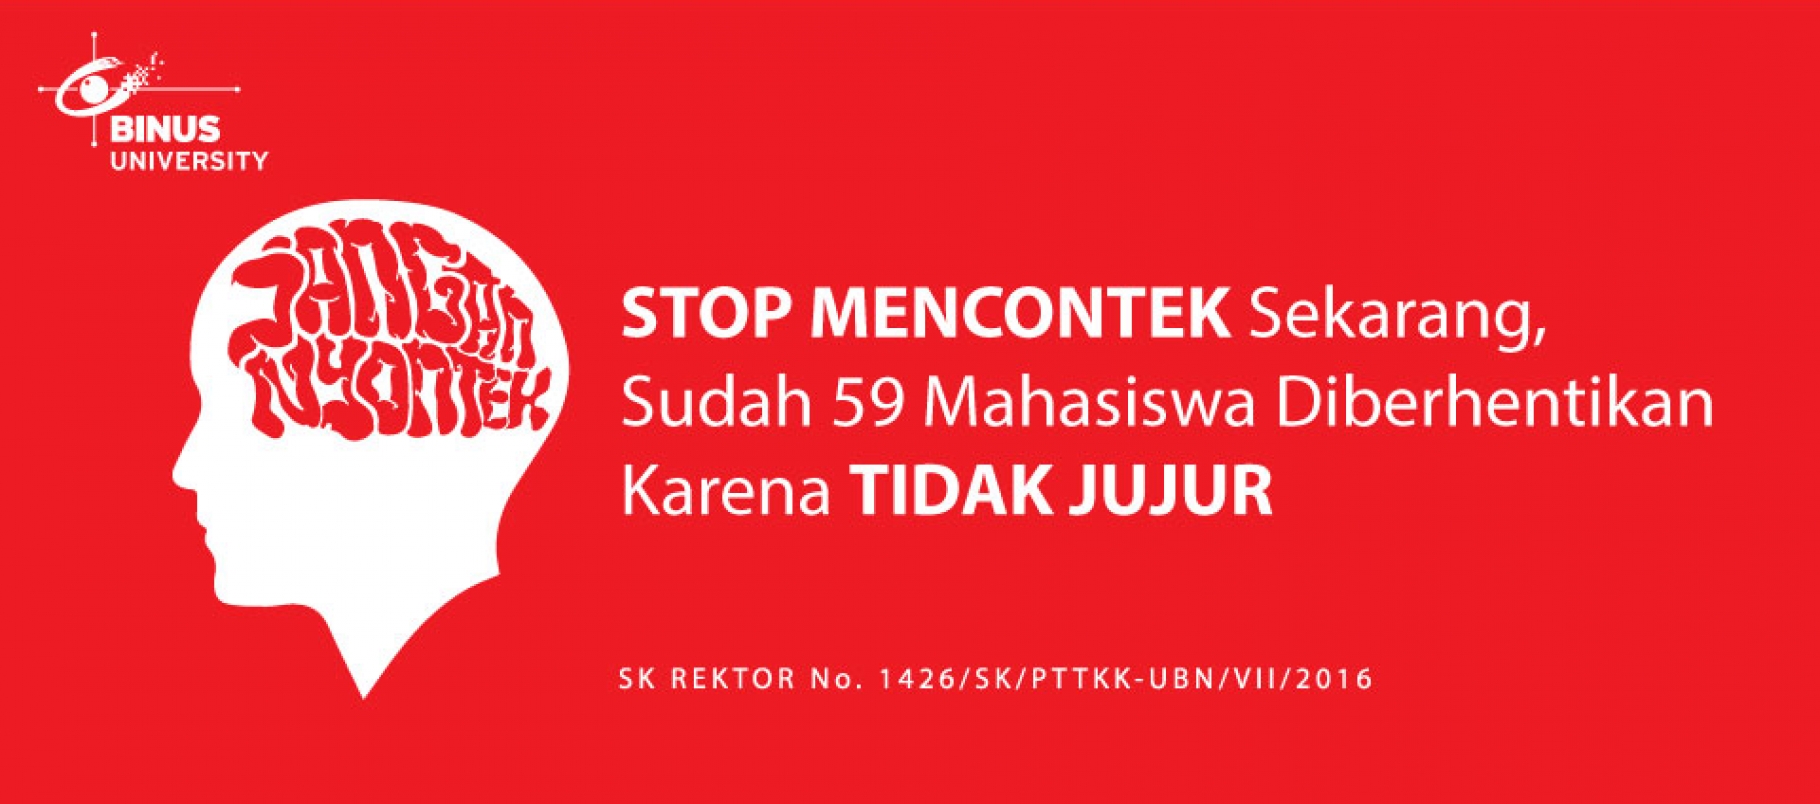 BINUS
UNIVERSITY
JANGAN
NYONTEK
STOP MENCONTEK Sekarang,
Sudah 59 Mahasiswa Diberhentikan
Karena TIDAK JUJUR
SK REKTOR No. 1426/SK/PTTKK-UBN/VII/2016